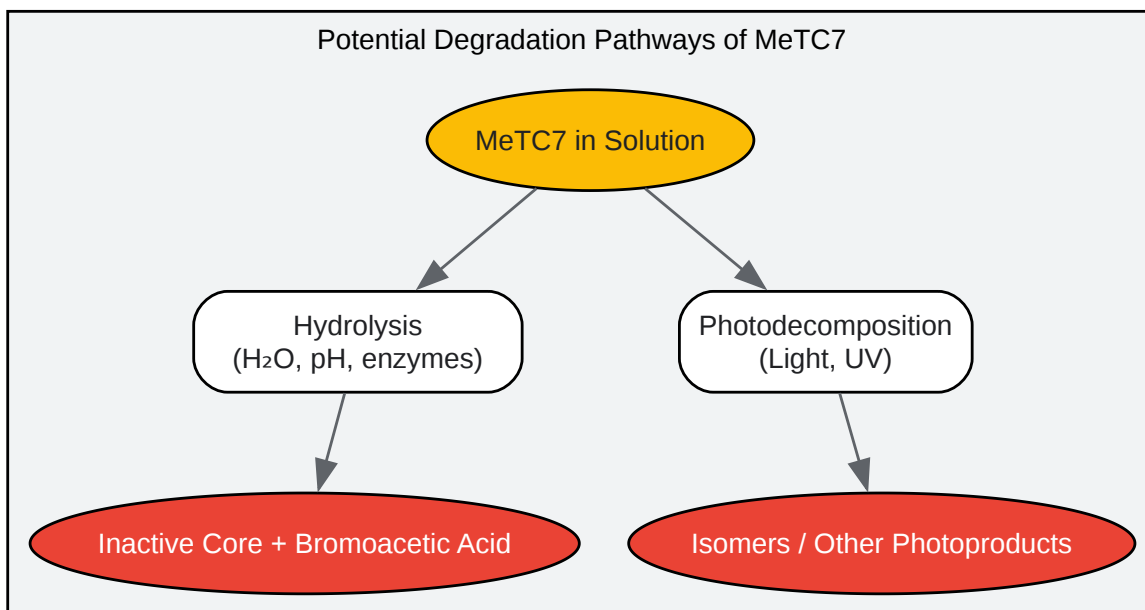 Potential Degradation Pathways of MeTC7
MeTC7 in Solution
Hydrolysis
(H₂O, pH, enzymes)
Photodecomposition
(Light, UV)
Inactive Core + Bromoacetic Acid
Isomers / Other Photoproducts